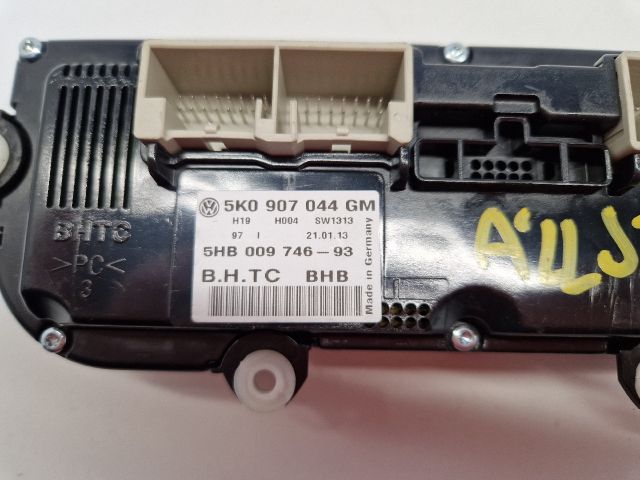 5K0 907 044 GM
H19 H004 SW1313
97 I 21.01.13
5HB 009 746-93
B.H.TC BHB
Made in Germany
BHTC
>PC<
3